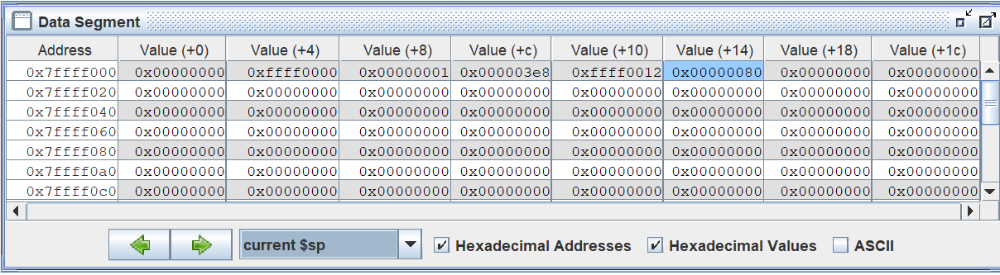 Data Segment
Address Value (+0) Value (+4) Value (+8) Value (+c) Value (+10) Value (+14) Value (+18) Value (+1c)
0x7ffff000 0x00000000 0xffff0000 0x00000001 0x000003e8 0xffff0012 0x00000080 0x00000000 0x00000000
0x7ffff020 0x00000000 0x00000000 0x00000000 0x00000000 0x00000000 0x00000000 0x00000000 0x00000000
0x7ffff040 0x00000000 0x00000000 0x00000000 0x00000000 0x00000000 0x00000000 0x00000000 0x00000000
0x7ffff060 0x00000000 0x00000000 0x00000000 0x00000000 0x00000000 0x00000000 0x00000000 0x00000000
0x7ffff080 0x00000000 0x00000000 0x00000000 0x00000000 0x00000000 0x00000000 0x00000000 0x00000000
0x7ffff0a0 0x00000000 0x00000000 0x00000000 0x00000000 0x00000000 0x00000000 0x00000000 0x00000000
0x7ffff0c0 0x00000000 0x00000000 0x00000000 0x00000000 0x00000000 0x00000000 0x00000000 0x00000000
current $sp Hexadecimal Addresses Hexadecimal Values ASCII